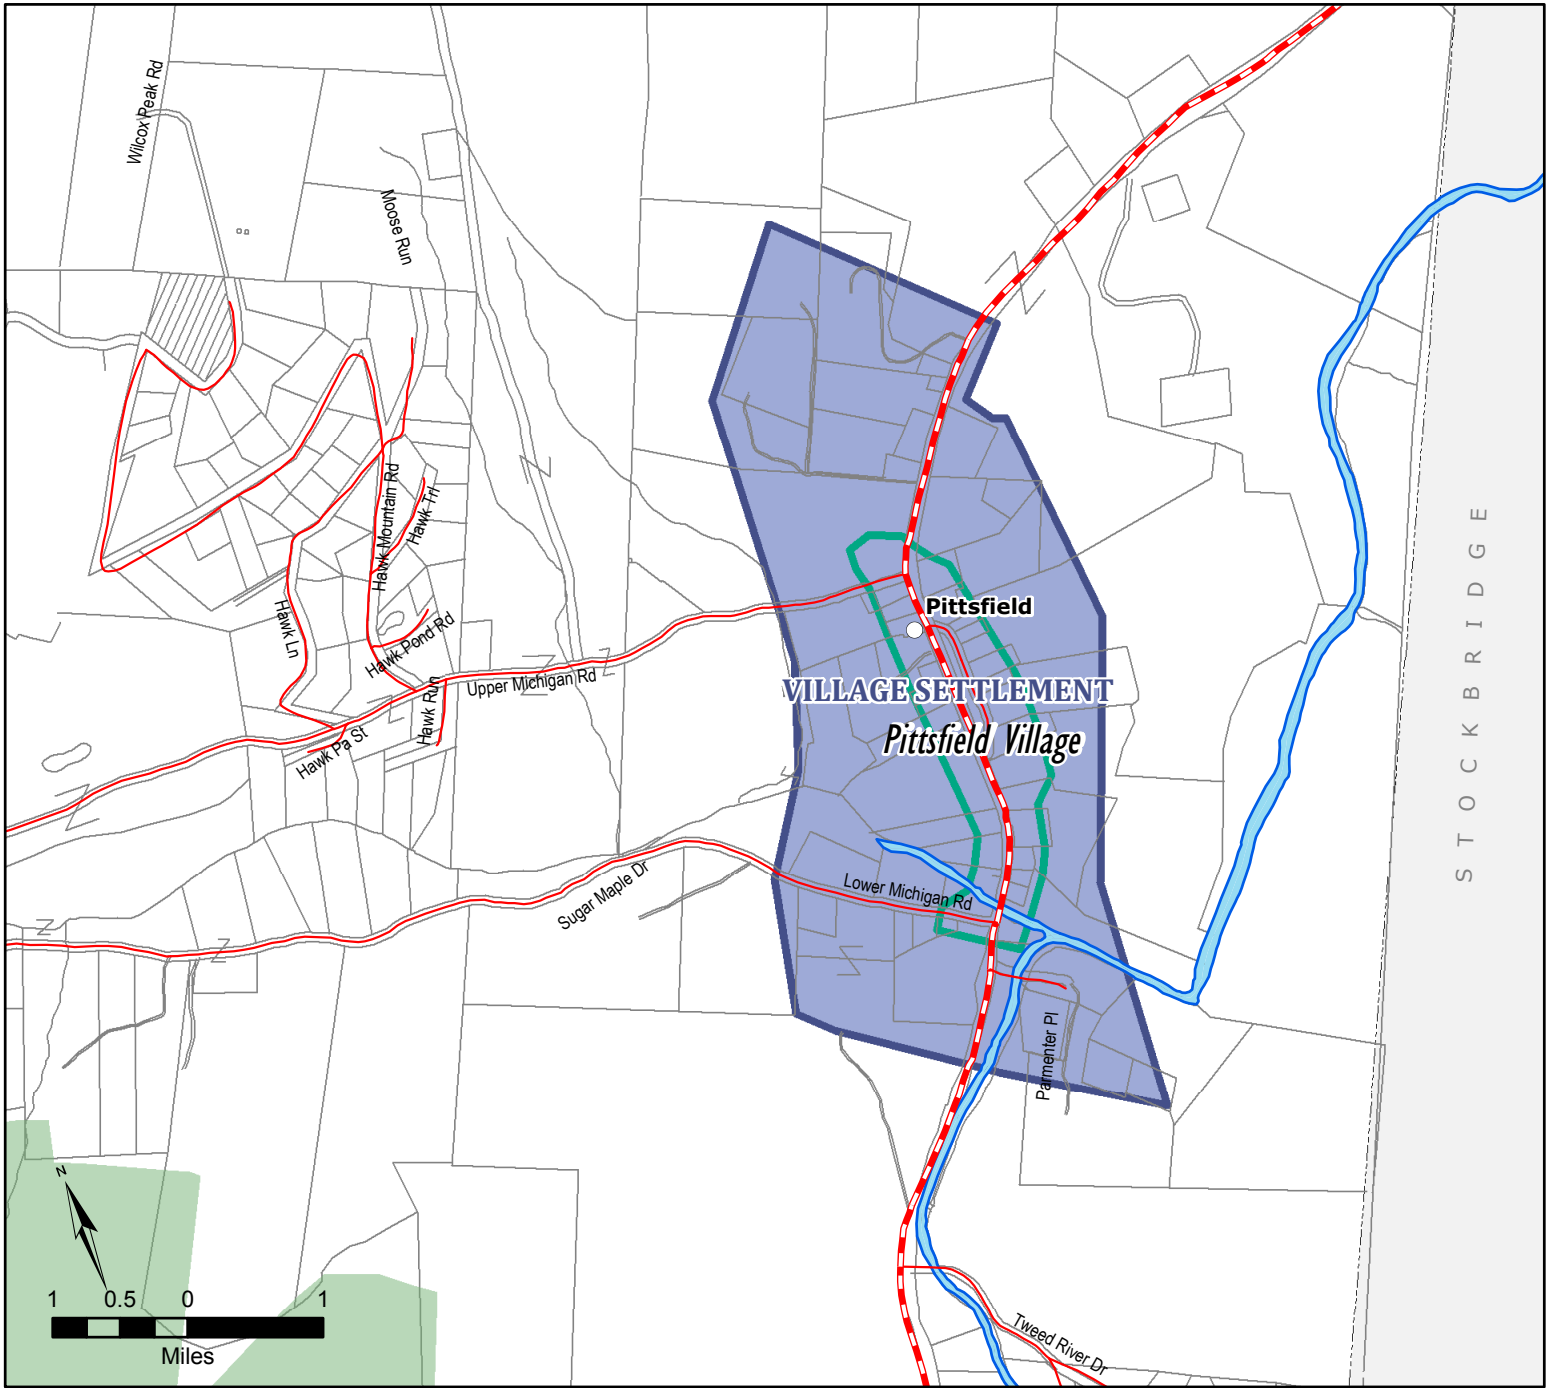 Wilcox Peak Rd
Moose Run
Hawk Mountain Rd
Hawk Trl
Hawk Ln
Hawk Pond Rd
Hawk Run
Upper Michigan Rd
Hawk Pa St
Pittsfield
VILLAGE SETTLEMENT
Pittsfield Village
STOCKBRIDGE
Sugar Maple Dr
Lower Michigan Rd
Parmenter Pl
Tweed River Dr
N
1 0.5 0 1
Miles